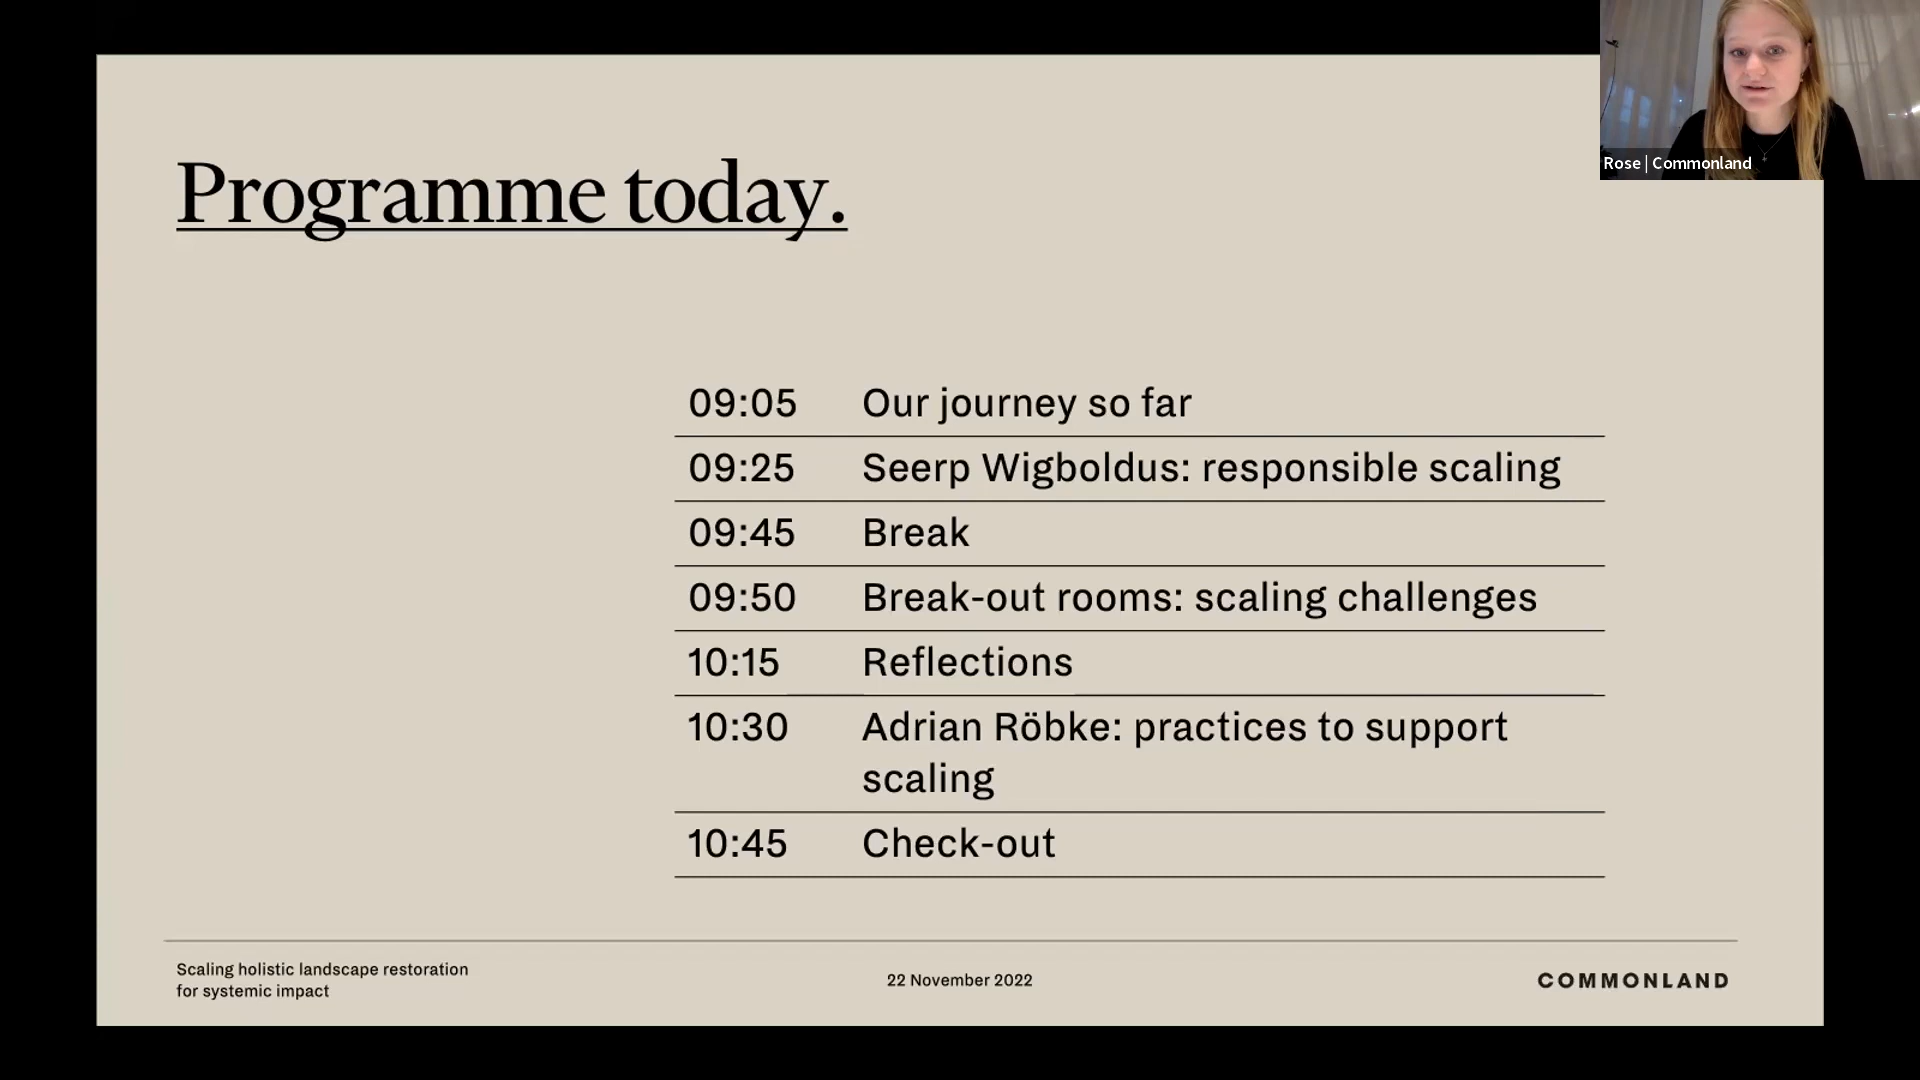 Rose | Commonland
Programme today.
09:05 Our journey so far
09:25 Seerp Wigboldus: responsible scaling
09:45 Break
09:50 Break-out rooms: scaling challenges
10:15 Reflections
10:30 Adrian Röbke: practices to support
scaling
10:45 Check-out
Scaling holistic landscape restoration
for systemic impact
22 November 2022
COMMONLAND